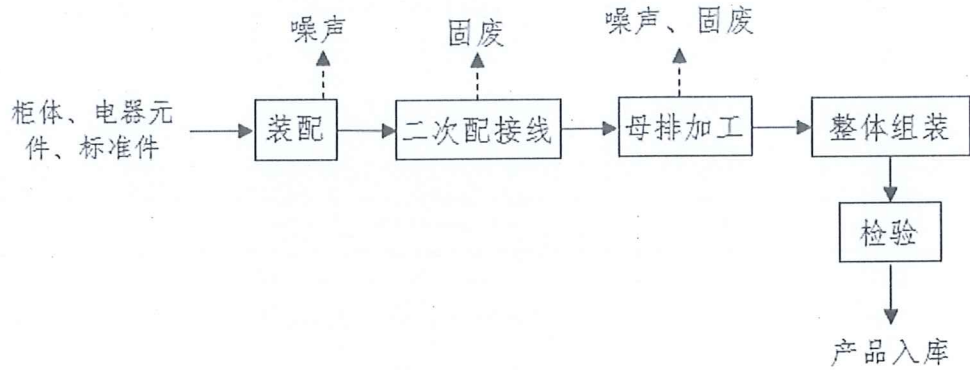 噪声
固废
噪声、固废
柜体、电器元
件、标准件
装配
二次配接线
母排加工
整体组装
检验
产品入库